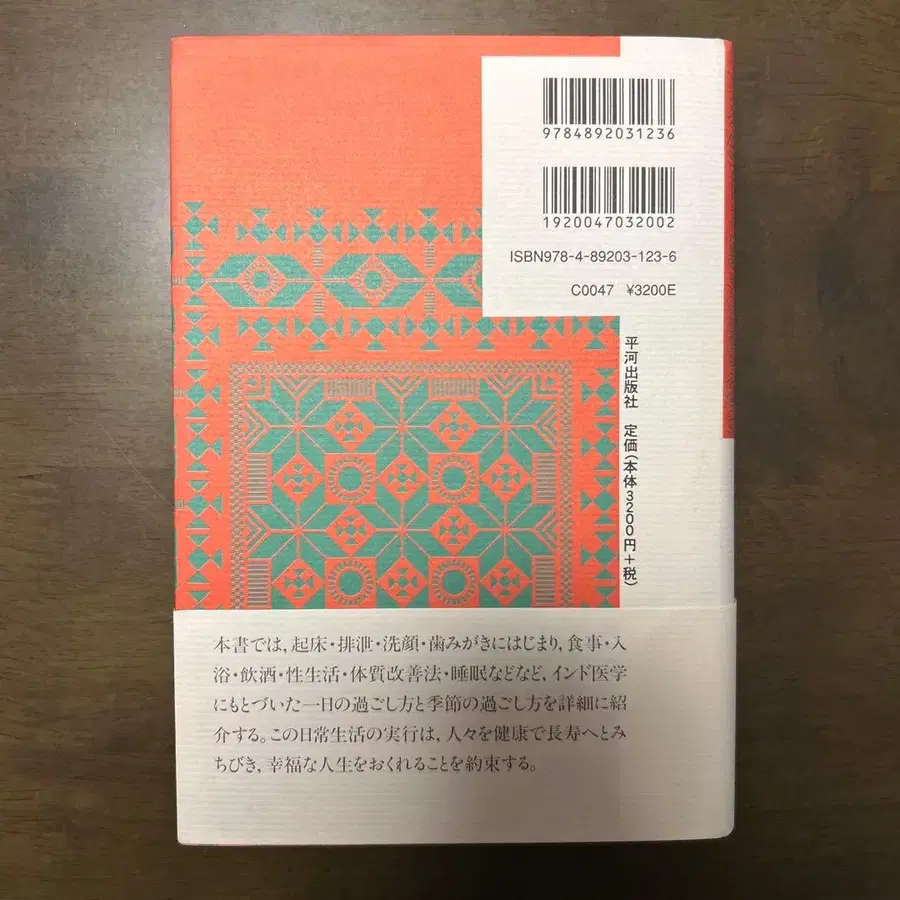 9784892031236
1920047032002
ISBN978-4-89203-123-6
C0047 ¥3200E
平河出版社 定価(本体3200円+税)
本書では,起床・排泄・洗顔・歯みがきにはじまり,食事・入
浴・飲酒・性生活・体質改善法・睡眠などなど,インド医学
にもとづいた一日の過ごし方と季節の過ごし方を詳細に紹
介する。この日常生活の実行は,人々を健康で長寿へとみ
ちびき,幸福な人生をおくれることを約束する。